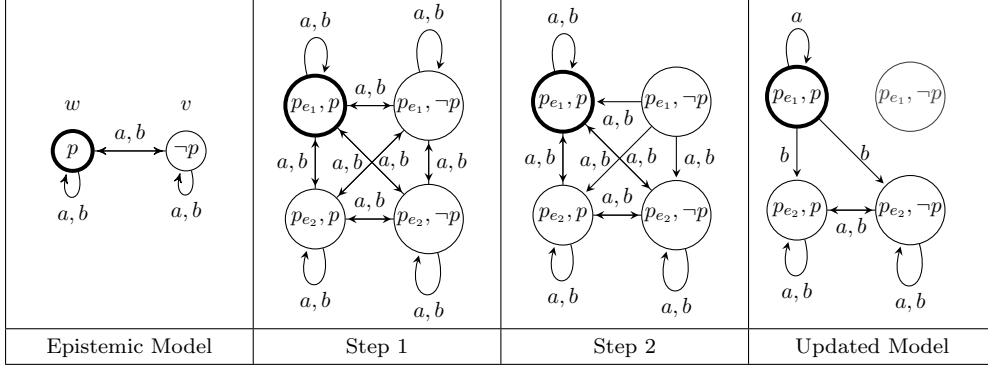 a, b a, b a, b a
p_{e_1}, p a, b p_{e_1}, ¬p p_{e_1}, p a, b p_{e_1}, ¬p p_{e_1}, p p_{e_1}, ¬p
w v
p a, b ¬p
a, b a, b a, b a, b a, b a, b a, b a, b b b
a, b a, b
p_{e_2}, p a, b p_{e_2}, ¬p p_{e_2}, p a, b p_{e_2}, ¬p p_{e_2}, p a, b p_{e_2}, ¬p
a, b a, b a, b a, b a, b a, b
Epistemic Model Step 1 Step 2 Updated Model